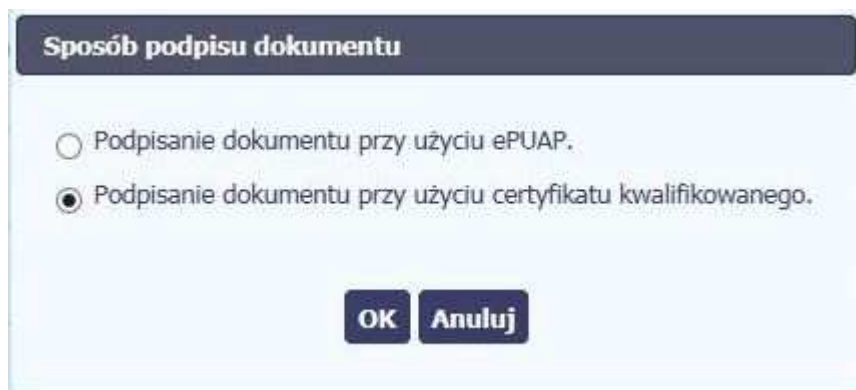 Sposób podpisu dokumentu
Podpisanie dokumentu przy użyciu ePUAP.
Podpisanie dokumentu przy użyciu certyfikatu kwalifikowanego.
OK Anuluj